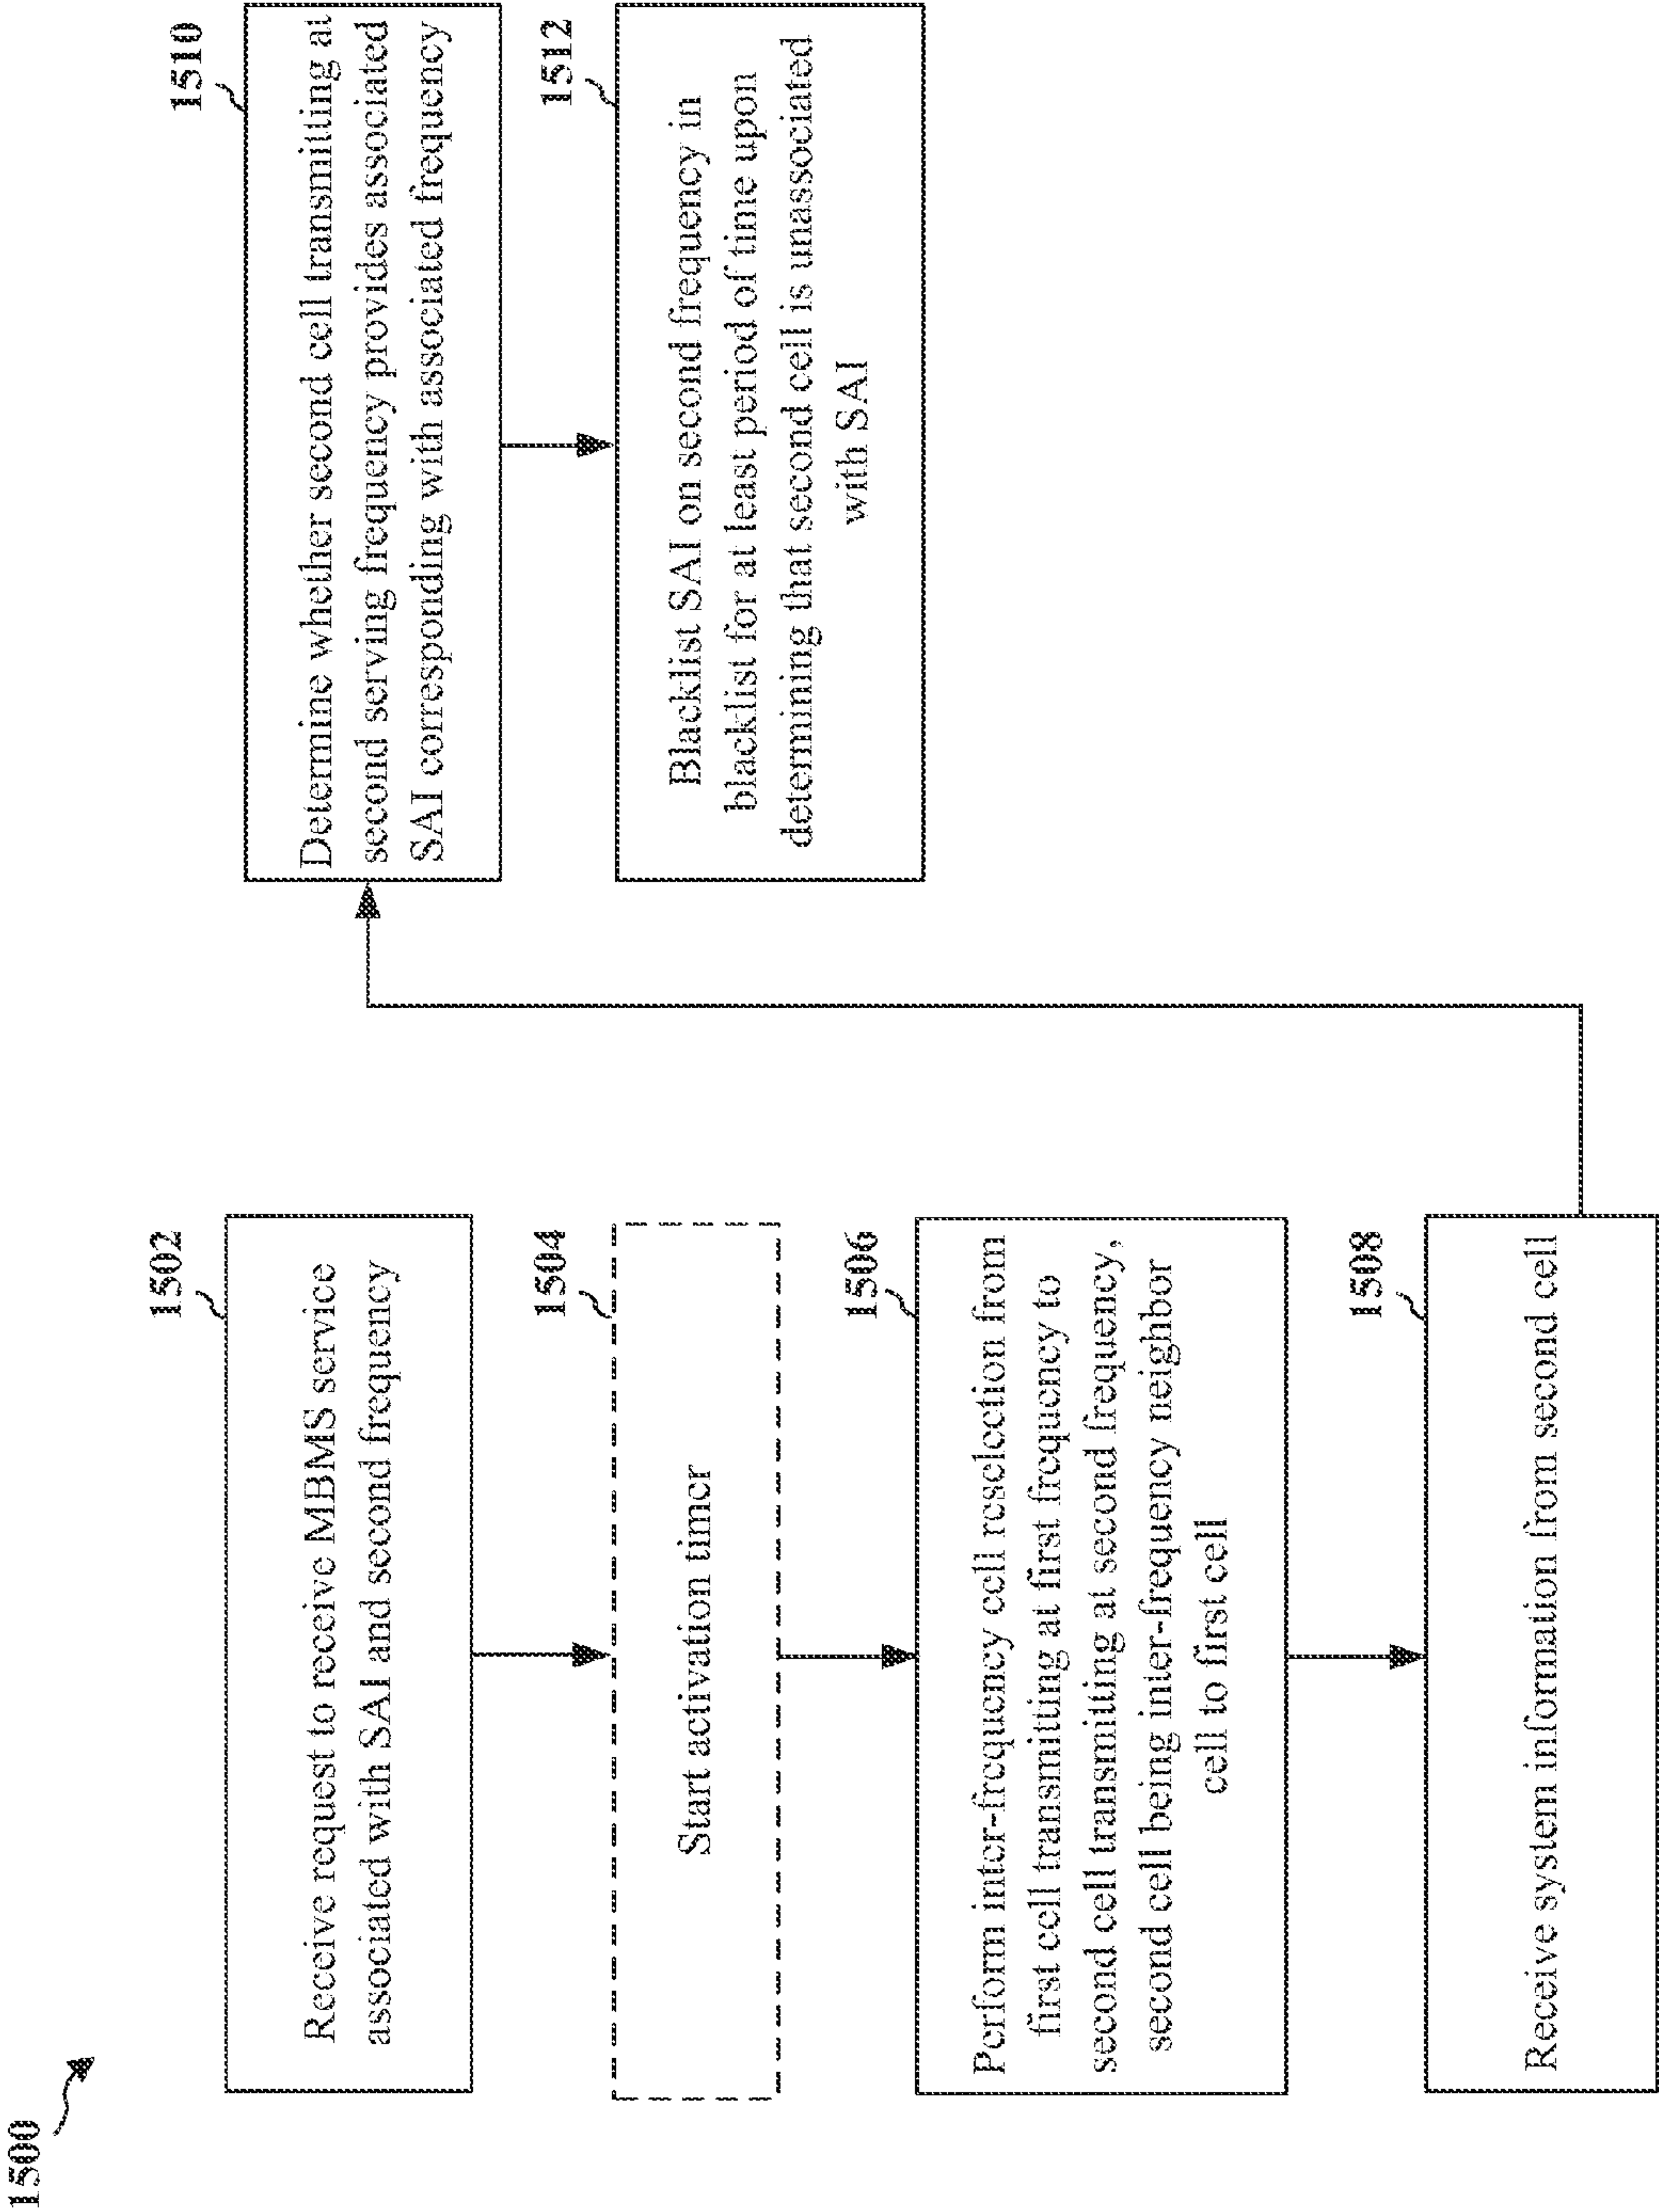 1500
1502
Receive request to receive MBMS service
associated with SAI and second frequency
1504
Start activation timer
1506
Perform inter-frequency cell reselection from
first cell transmitting at first frequency to
second cell transmitting at second frequency,
second cell being inter-frequency neighbor
cell to first cell
1508
Receive system information from second cell
1510
Determine whether second cell transmitting at
second serving frequency provides associated
SAI corresponding with associated frequency
1512
Blacklist SAI on second frequency in
blacklist for at least period of time upon
determining that second cell is unassociated
with SAI